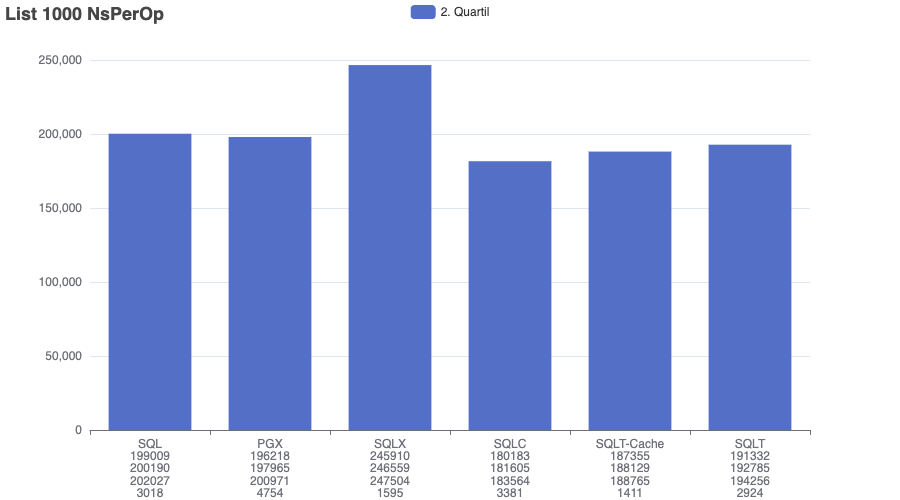 List 1000 NsPerOp
2. Quartil
250,000
200,000
150,000
100,000
50,000
0
SQL PGX SQLX SQLC SQLT-Cache SQLT
199009 196218 245910 180183 187355 191332
200190 197965 246559 181605 188129 192785
202027 200971 247504 183564 188765 194256
3018 4754 1595 3381 1411 2924